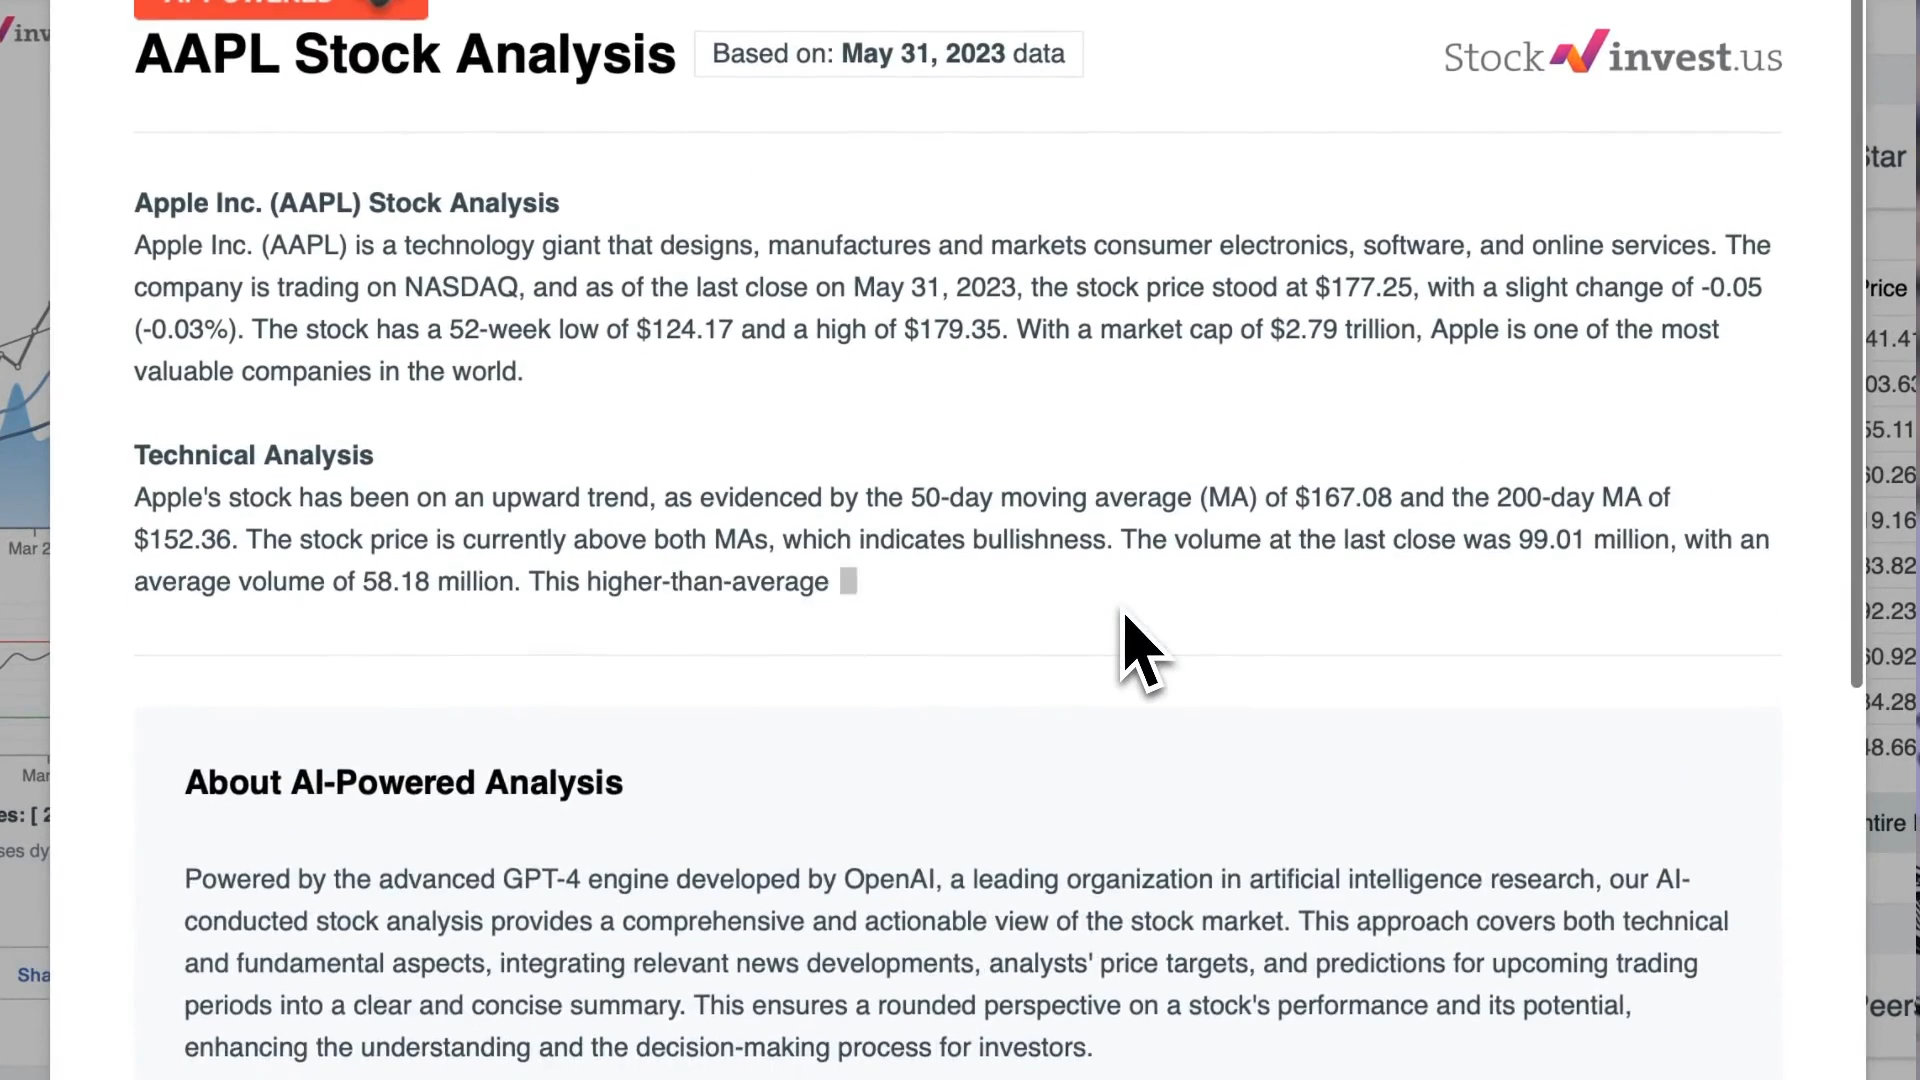 AAPL Stock Analysis
Based on: May 31, 2023 data
Stock invest.us
Apple Inc. (AAPL) Stock Analysis
Apple Inc. (AAPL) is a technology giant that designs, manufactures and markets consumer electronics, software, and online services. The
company is trading on NASDAQ, and as of the last close on May 31, 2023, the stock price stood at $177.25, with a slight change of -0.05
(-0.03%). The stock has a 52-week low of $124.17 and a high of $179.35. With a market cap of $2.79 trillion, Apple is one of the most
valuable companies in the world.
Technical Analysis
Apple's stock has been on an upward trend, as evidenced by the 50-day moving average (MA) of $167.08 and the 200-day MA of
$152.36. The stock price is currently above both MAs, which indicates bullishness. The volume at the last close was 99.01 million, with an
average volume of 58.18 million. This higher-than-average
About AI-Powered Analysis
Powered by the advanced GPT-4 engine developed by OpenAI, a leading organization in artificial intelligence research, our AI-
conducted stock analysis provides a comprehensive and actionable view of the stock market. This approach covers both technical
and fundamental aspects, integrating relevant news developments, analysts' price targets, and predictions for upcoming trading
periods into a clear and concise summary. This ensures a rounded perspective on a stock's performance and its potential,
enhancing the understanding and the decision-making process for investors.